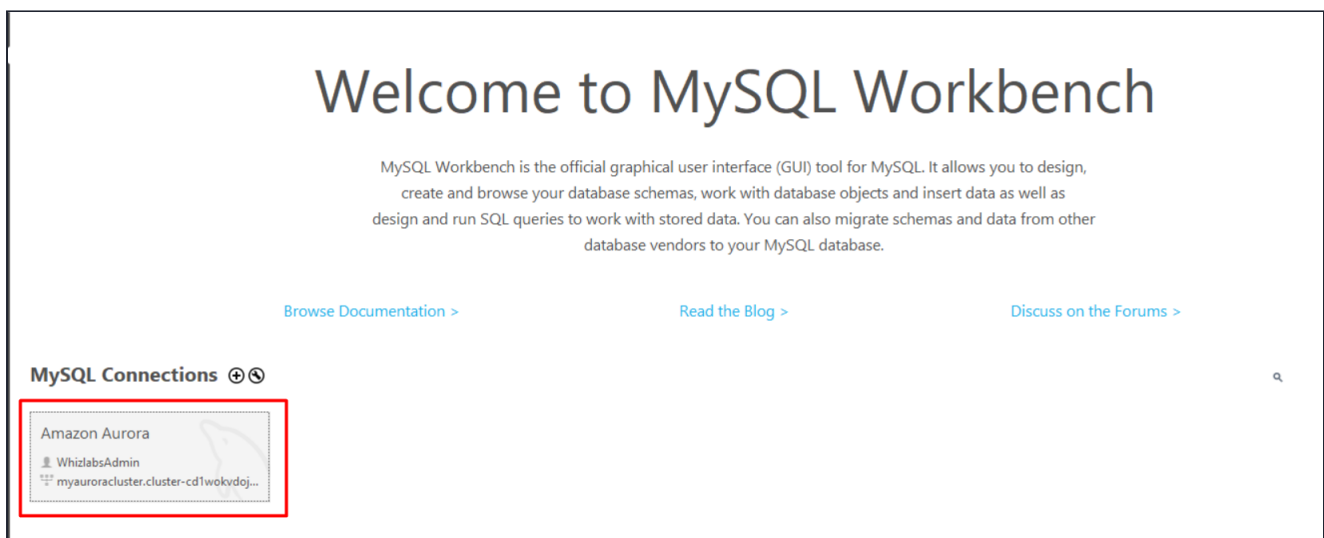 Welcome to MySQL Workbench
MySQL Workbench is the official graphical user interface (GUI) tool for MySQL. It allows you to design,
create and browse your database schemas, work with database objects and insert data as well as
design and run SQL queries to work with stored data. You can also migrate schemas and data from other
database vendors to your MySQL database.
Browse Documentation >
Read the Blog >
Discuss on the Forums >
MySQL Connections
Amazon Aurora
WhizlabsAdmin
myauroracluster.cluster-cd1wokvdoj...